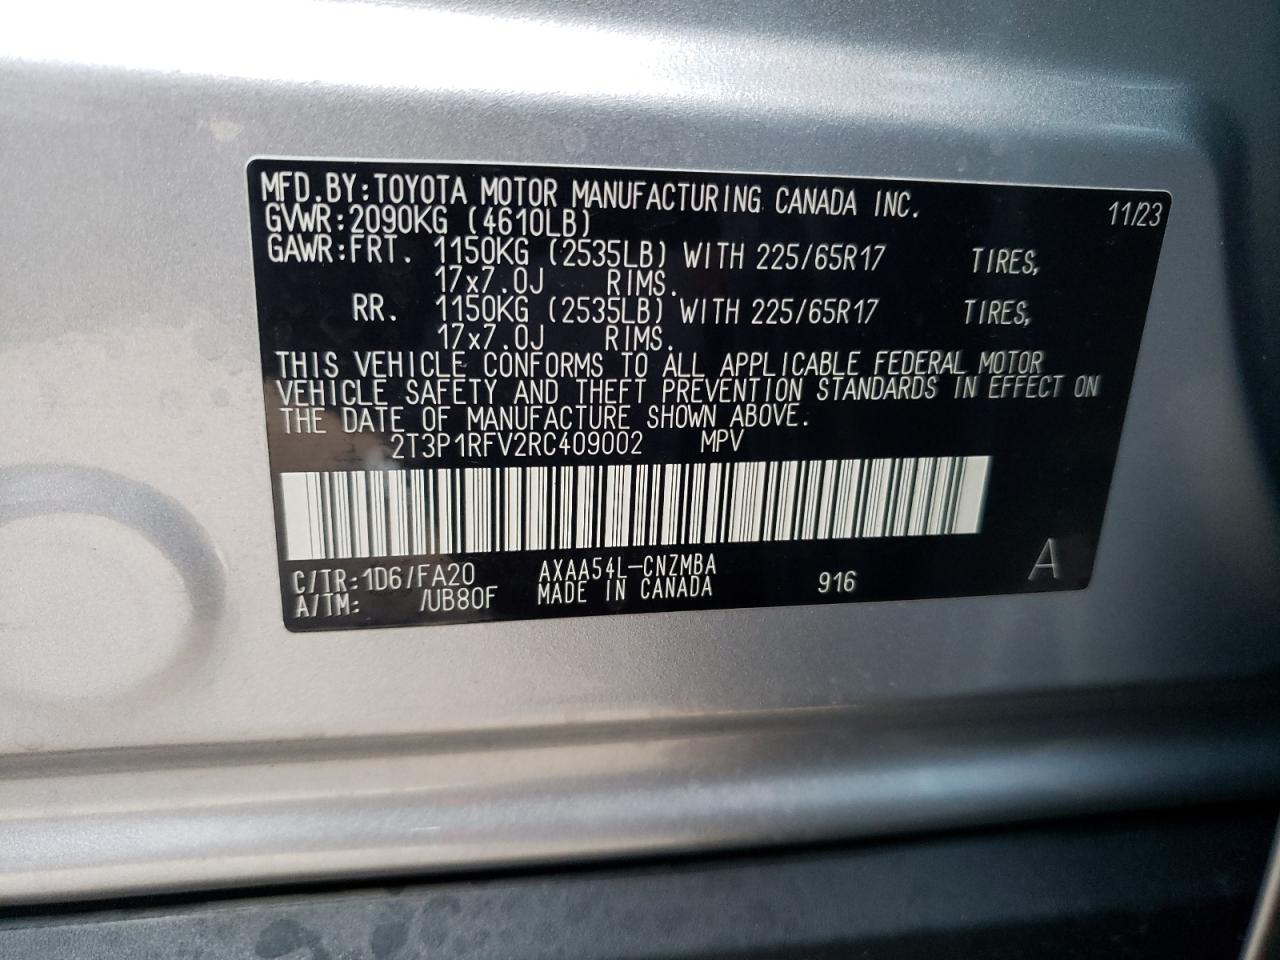 MFD.BY:TOYOTA MOTOR MANUFACTURING CANADA INC. 11/23
GVWR:2090KG (4610LB)
GAWR:FRT. 1150KG (2535LB) WITH 225/65R17 TIRES,
17x7.0J RIMS.
RR. 1150KG (2535LB) WITH 225/65R17 TIRES,
17x7.0J RIMS.
THIS VEHICLE CONFORMS TO ALL APPLICABLE FEDERAL MOTOR
VEHICLE SAFETY AND THEFT PREVENTION STANDARDS IN EFFECT ON
THE DATE OF MANUFACTURE SHOWN ABOVE.
2T3P1RFV2RC409002 MPV
C/TR:1D6/FA20 AXAA54L-CNZMBA
A/TM: /UB80F MADE IN CANADA 916 A